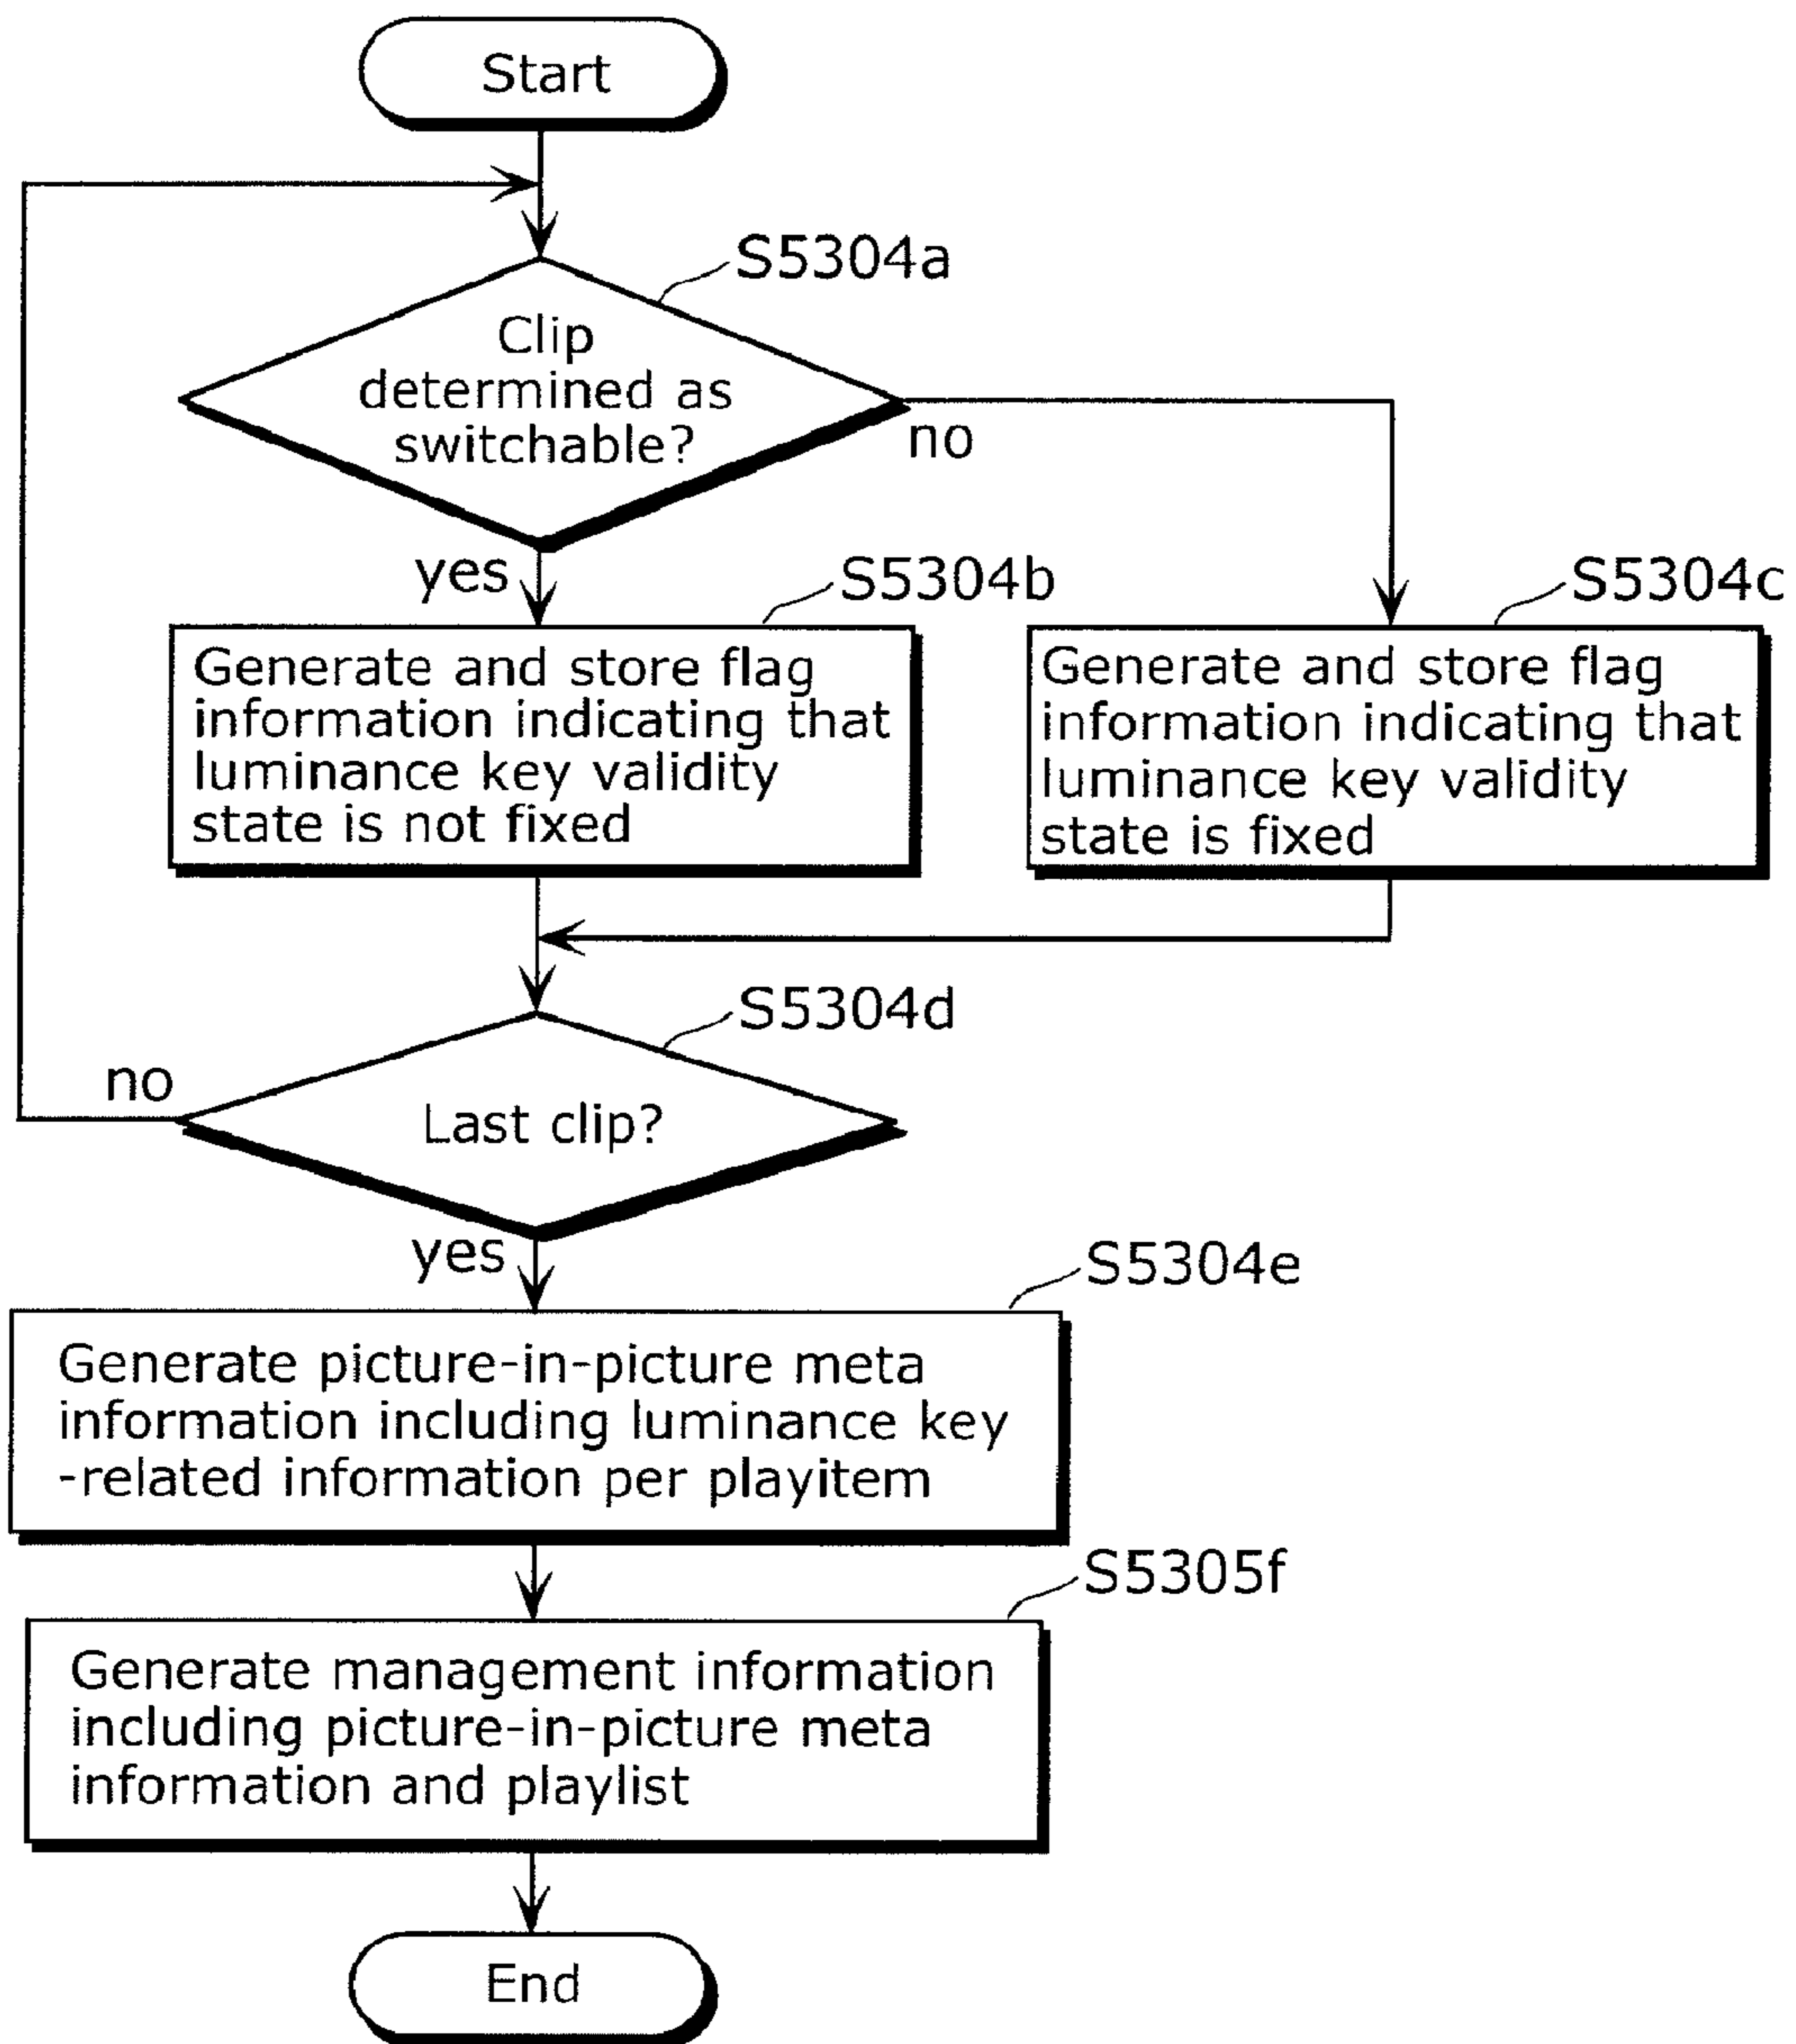 Start
S5304a
Clip
determined as
switchable?
no
yes
S5304b
Generate and store flag
information indicating that
luminance key validity
state is not fixed
S5304c
Generate and store flag
information indicating that
luminance key validity
state is fixed
S5304d
no
Last clip?
yes
S5304e
Generate picture-in-picture meta
information including luminance key
-related information per playitem
S5305f
Generate management information
including picture-in-picture meta
information and playlist
End